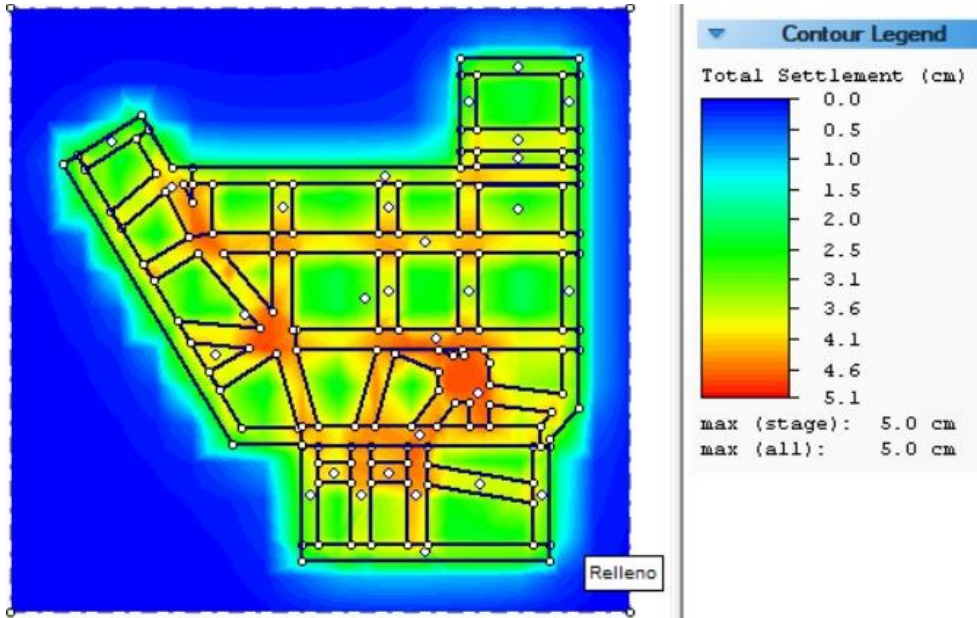 Contour Legend
Total Settlement (cm)
0.0
0.5
1.0
1.5
2.0
2.5
3.1
3.6
4.1
4.6
5.1
max (stage): 5.0 cm
max (all): 5.0 cm
Relleno